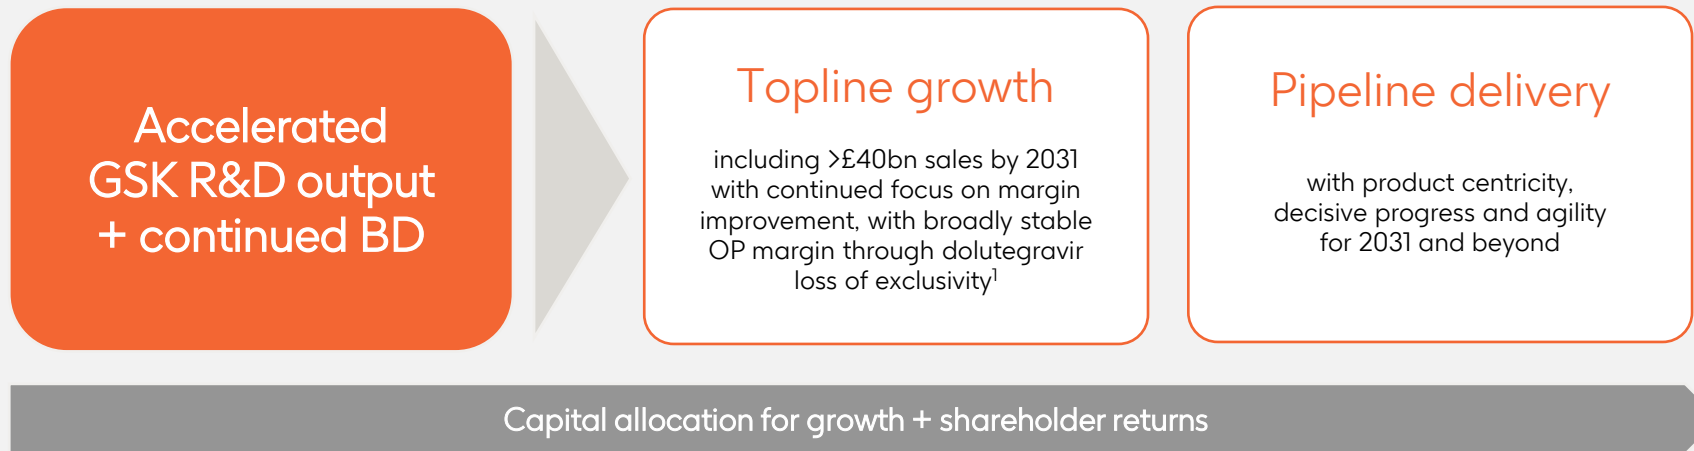 Accelerated
GSK R&D output
+ continued BD
Topline growth
including >£40bn sales by 2031
with continued focus on margin
improvement, with broadly stable
OP margin through dolutegravir
loss of exclusivity¹
Pipeline delivery
with product centricity,
decisive progress and agility
for 2031 and beyond
Capital allocation for growth + shareholder returns